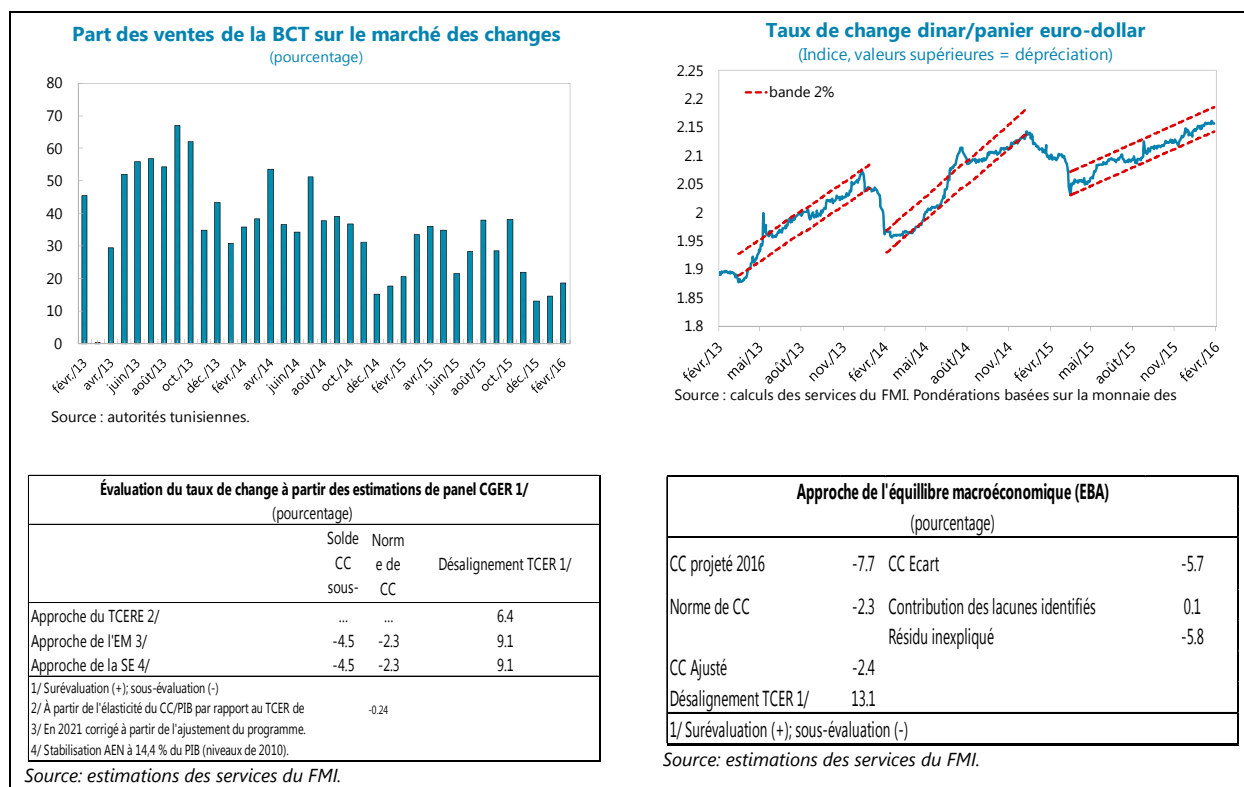 Part des ventes de la BCT sur le marché des changes
(pourcentage)
80
70
60
50
40
30
20
10
0
févr./13
avr./13
juin/13
août/13
oct./13
déc./13
févr./14
avr./14
juin/14
août/14
oct./14
déc./14
févr./15
avr./15
juin/15
août/15
oct./15
déc./15
févr./16
Source : autorités tunisiennes.
Taux de change dinar/panier euro-dollar
(Indice, valeurs supérieures = dépréciation)
2.25
2.2
2.15
2.1
2.05
2
1.95
1.9
1.85
1.8
bande 2%
févr./13
mai/13
août/13
nov./13
févr./14
mai/14
août/14
nov./14
févr./15
mai/15
août/15
nov./15
févr./16
Source : calculs des services du FMI. Pondérations basées sur la monnaie des
Évaluation du taux de change à partir des estimations de panel CGER 1/
(pourcentage)
Solde CC sous-
Norm e de CC
Désalignement TCER 1/
Approche du TCERE 2/ ... ... 6.4
Approche de l'EM 3/ -4.5 -2.3 9.1
Approche de la SE 4/ -4.5 -2.3 9.1
1/ Surévaluation (+); sous-évaluation (-)
2/ À partir de l'élasticité du CC/PIB par rapport au TCER de -0.24
3/ En 2021 corrigé à partir de l'ajustement du programme.
4/ Stabilisation AEN à 14,4 % du PIB (niveaux de 2010).
Source: estimations des services du FMI.
Approche de l'équillibre macroéconomique (EBA)
(pourcentage)
CC projeté 2016 -7.7 CC Ecart -5.7
Norme de CC -2.3 Contribution des lacunes identifiés 0.1
Résidu inexpliqué -5.8
CC Ajusté -2.4
Désalignement TCER 1/ 13.1
1/ Surévaluation (+); sous-évaluation (-)
Source: estimations des services du FMI.